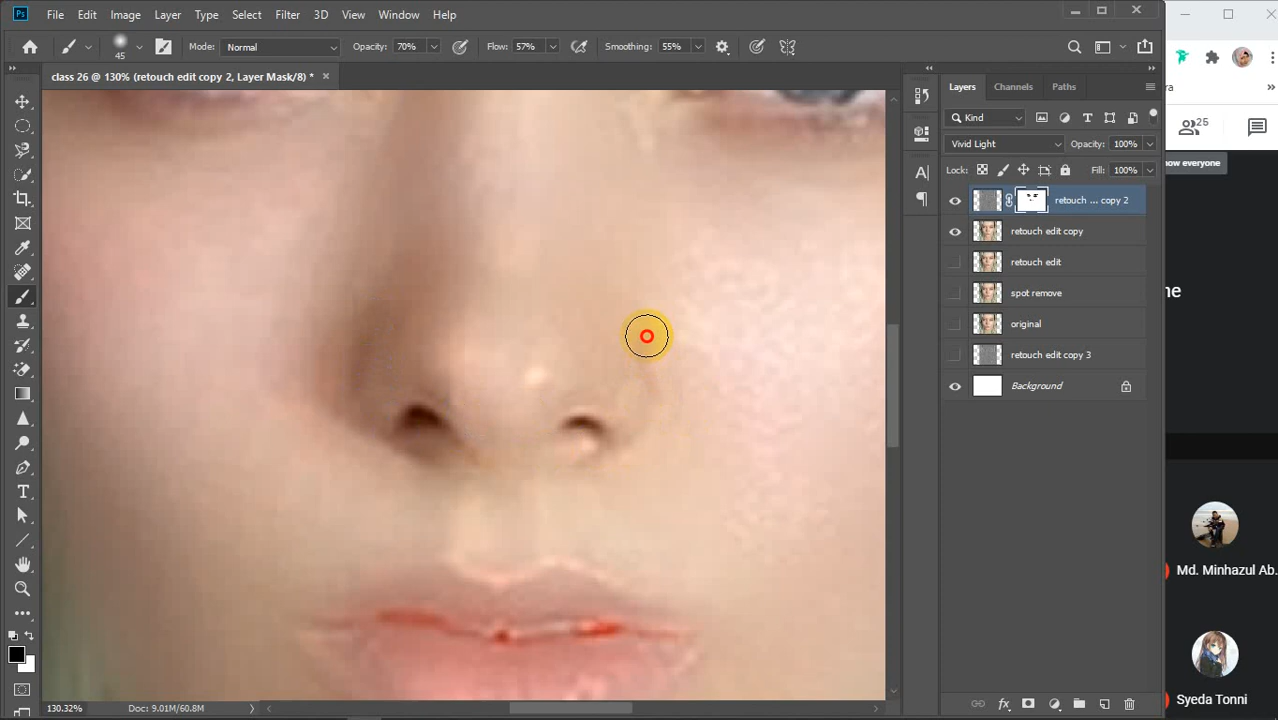 Ps File Edit Image Layer Type Select Filter 3D View Window Help
45 Mode: Normal Opacity: 70% Flow: 57% Smoothing: 55%
class 26 @ 130% (retouch edit copy 2, Layer Mask/8) *
Layers Channels Paths
Kind
Vivid Light Opacity: 100%
Lock: Fill: 100%
retouch ... copy 2
retouch edit copy
retouch edit
spot remove
original
retouch edit copy 3
Background
130.32% Doc: 9.01M/60.8M
ra
25
now everyone
ne
Md. Minhazul Ab.
Syeda Tonni